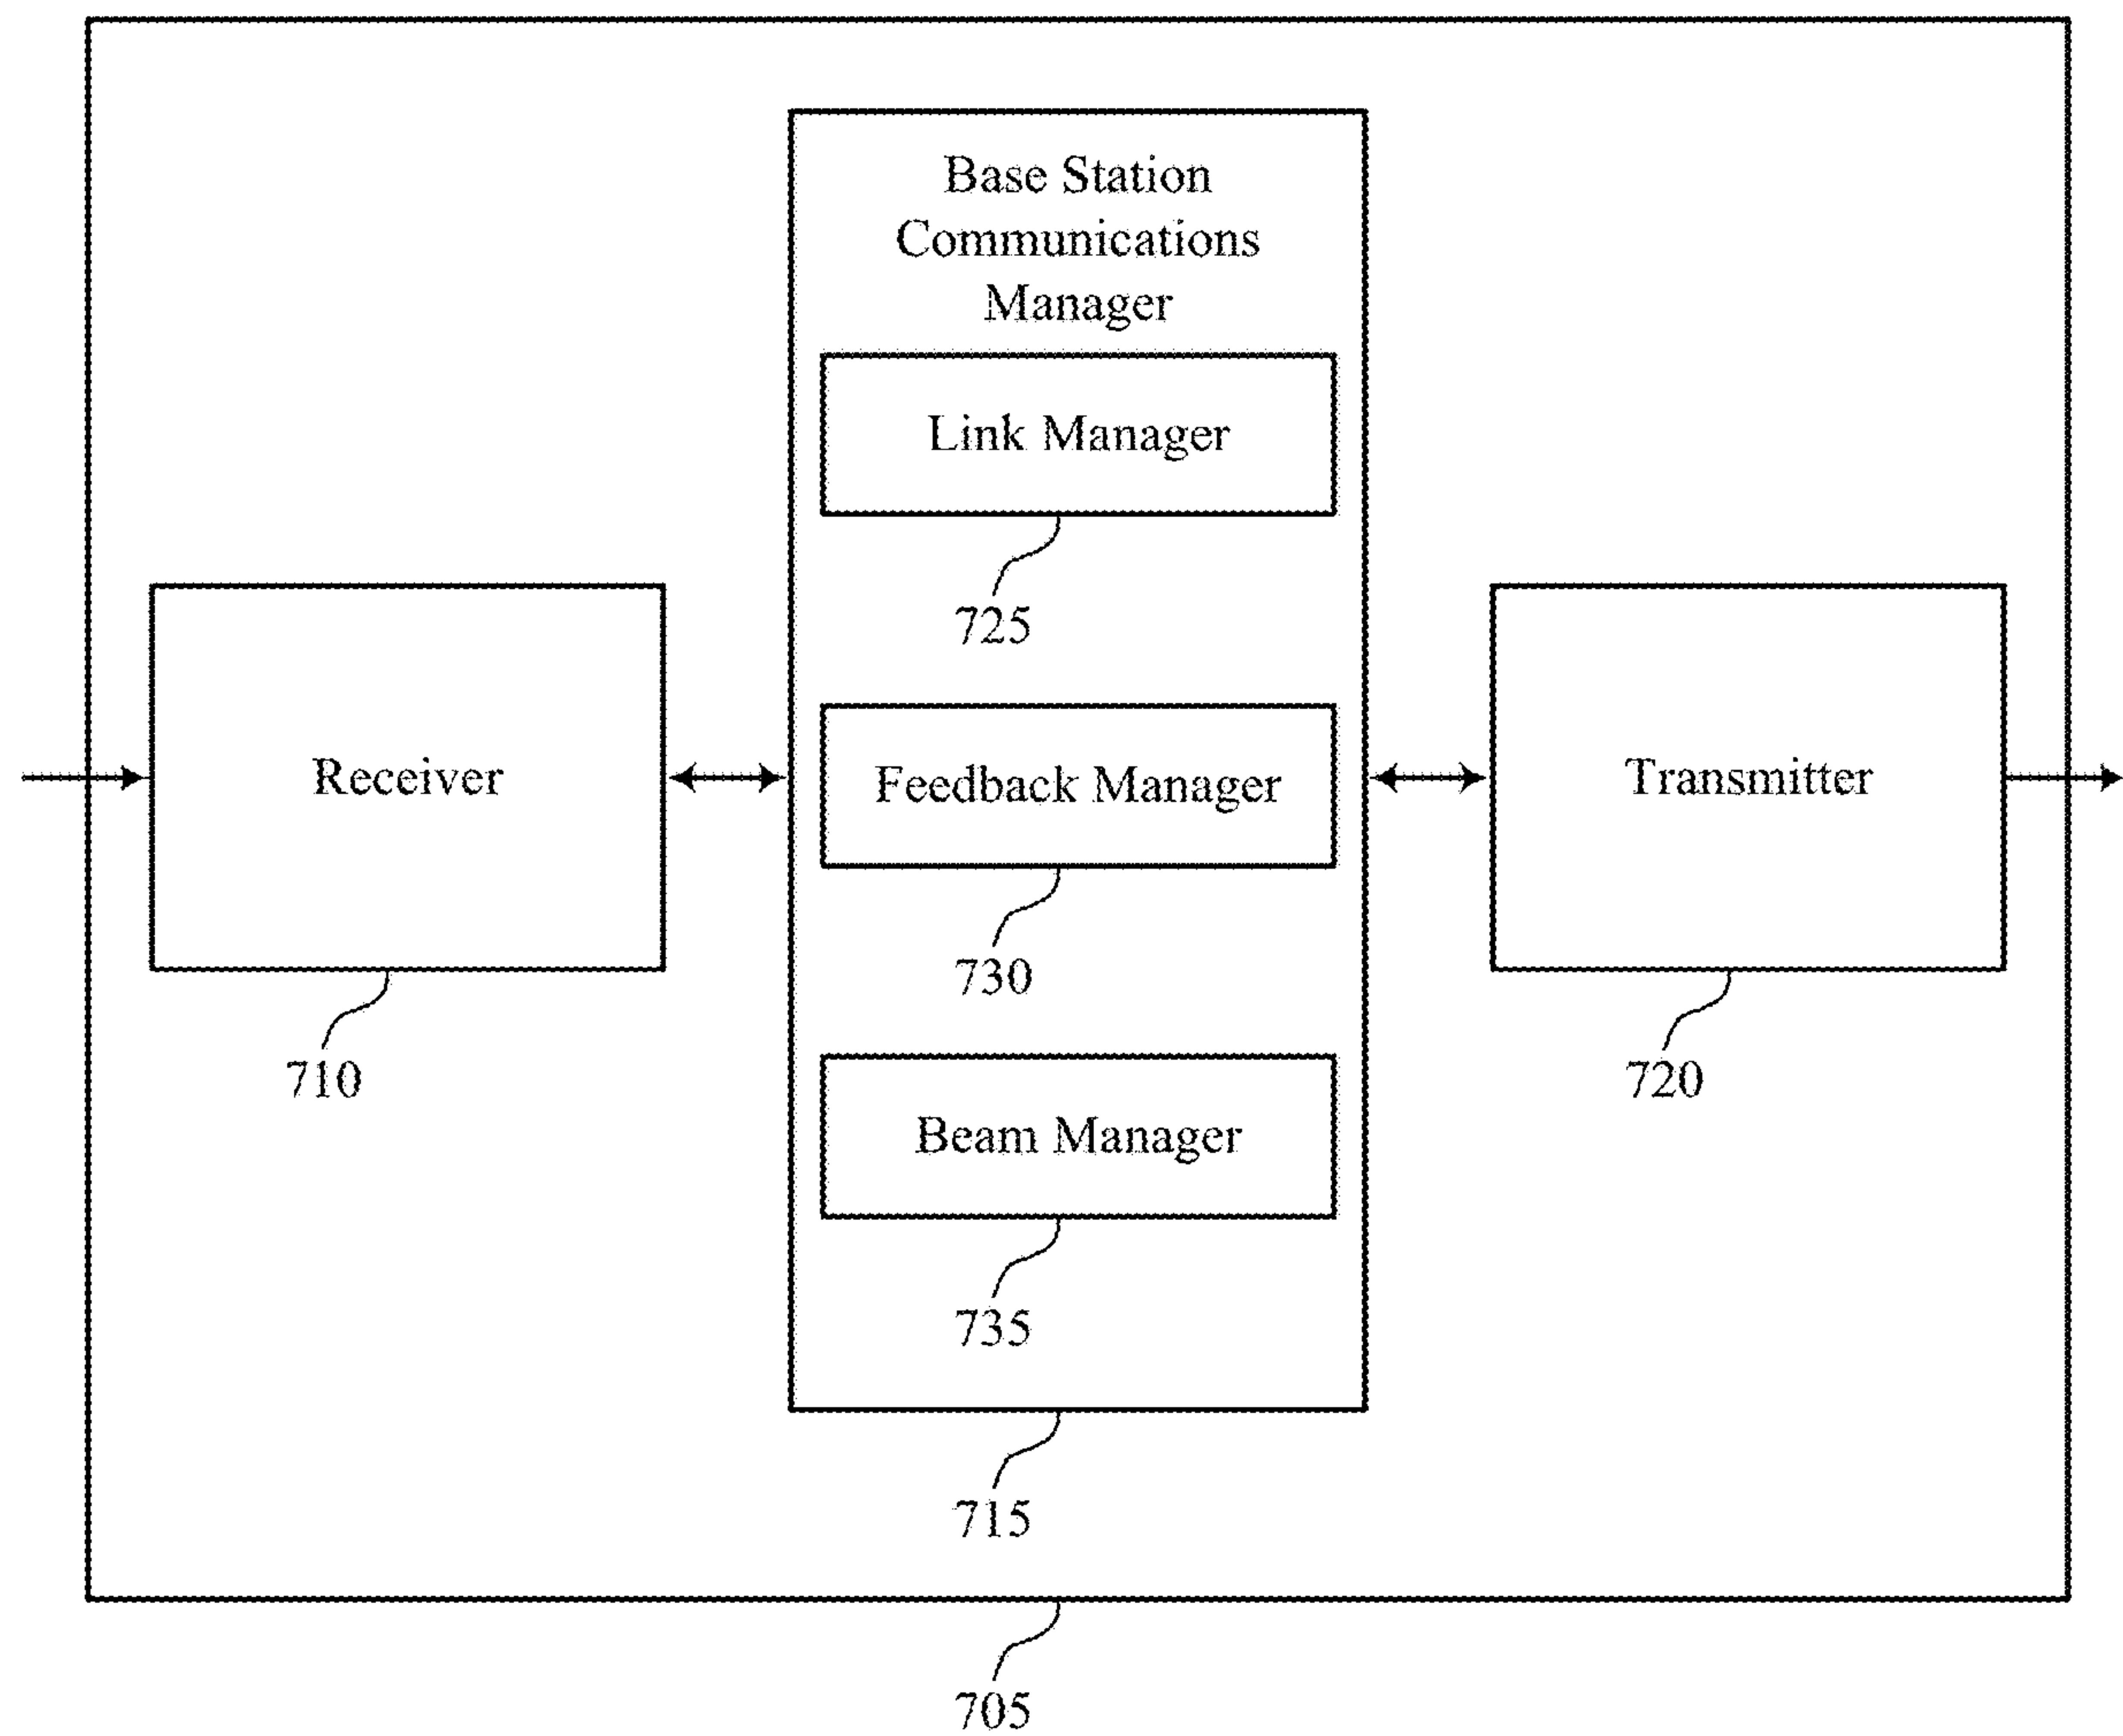 Base Station
Communications
Manager
Link Manager
725
Receiver
710
Feedback Manager
730
Transmitter
720
Beam Manager
735
715
705